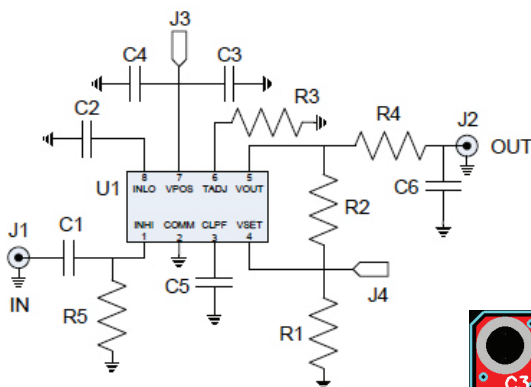 J3
C4
C3
C2
R3
R4
J2
OUT
8
7
6
5
INLO
VPOS
TADJ
VOUT
U1
C6
R2
J1
C1
INHI
COMM
CLPF
VSET
1
2
3
4
IN
R5
C5
J4
R1
C3